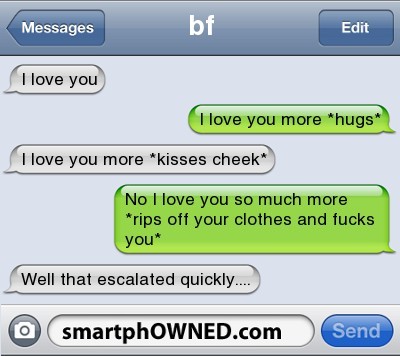 Messages
bf
Edit
I love you
I love you more *hugs*
I love you more *kisses cheek*
No I love you so much more
*rips off your clothes and fucks
you*
Well that escalated quickly....
smartphOWNED.com
Send